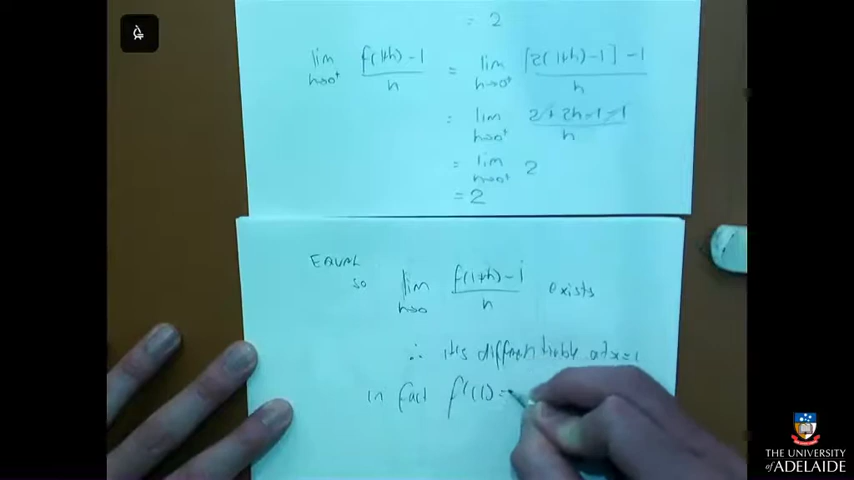 = 2
lim h→0⁺ f(1+h) - 1 / h = lim h→0⁺ [2(1+h)-1] - 1 / h
= lim h→0⁺ 2 + 2h - 1 - 1 / h
= lim h→0⁺ 2
= 2
EQUAL
so lim h→0 f(1+h) - 1 / h exists
∴ it's differentiable at x=1
In fact f'(1) =
THE UNIVERSITY
of ADELAIDE